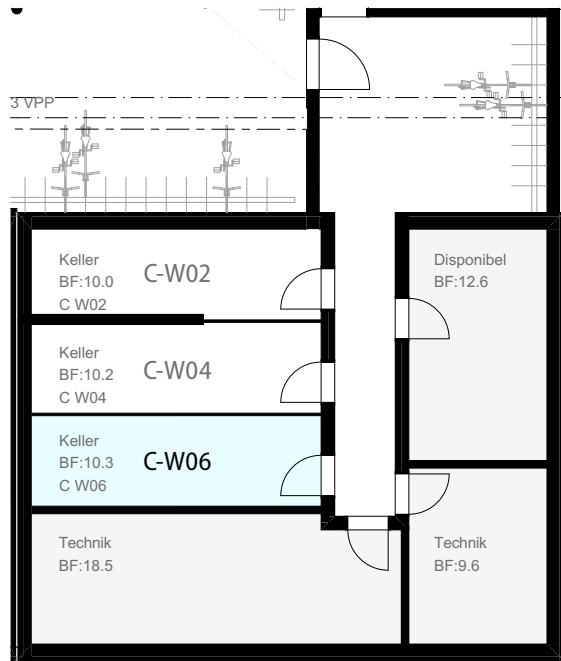 3 VPP
Keller
BF:10.0
C W02
C-W02
Disponibel
BF:12.6
Keller
BF:10.2
C W04
C-W04
Keller
BF:10.3
C W06
C-W06
Technik
BF:18.5
Technik
BF:9.6